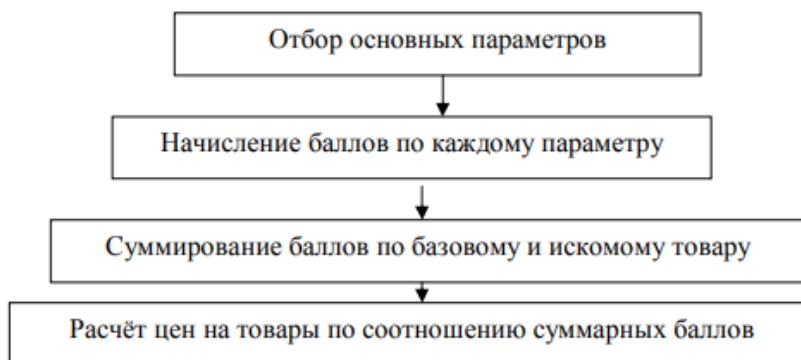 Отбор основных параметров
Начисление баллов по каждому параметру
Суммирование баллов по базовому и искомому товару
Расчёт цен на товары по соотношению суммарных баллов